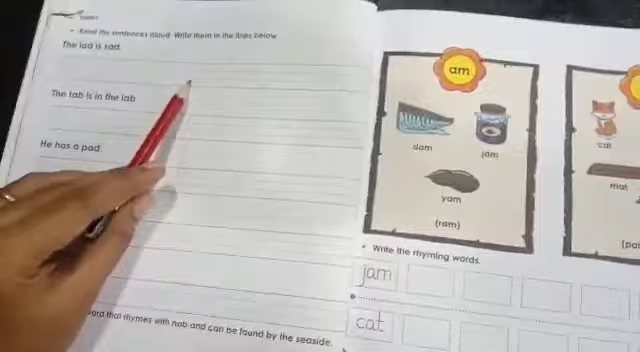 Read the sentences aloud. Write them in the lines below.
The lad is sad.
The tab is in the lab.
He has a pad.
word that rhymes with nab and can be found by the seaside.
am
dam
jam
yam
(ram)
cat
mat
Write the rhyming words.
jam
cat